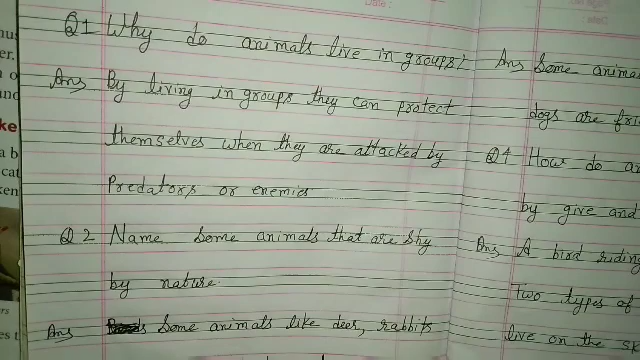 Q1 Why do animals live in groups?
Ans By living in groups they can protect
themselves when they are attacked by
Predators or enemies
Q2 Name Some animals that are Shy
by nature.
Ans Some animals like deer, rabbits
Ans Some
dogs are
Q4 How do
by give and
Ans A bird riding
Two types of
live on the